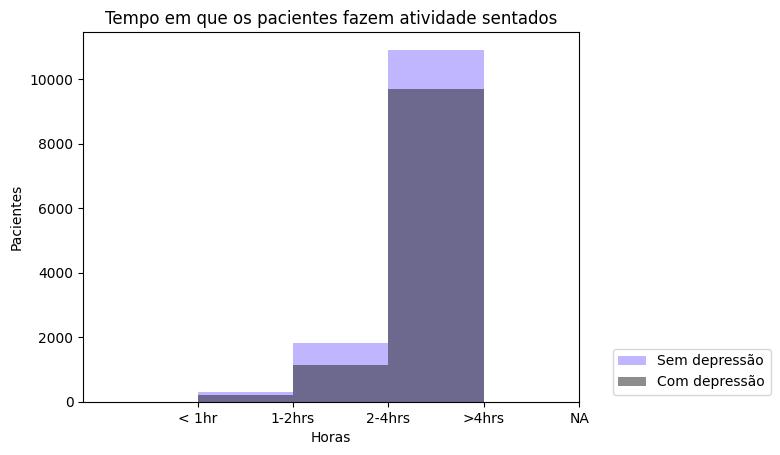 Tempo em que os pacientes fazem atividade sentados
10000
8000
6000
4000
2000
0
Pacientes
< 1hr
1-2hrs
2-4hrs
>4hrs
NA
Horas
Sem depressão
Com depressão